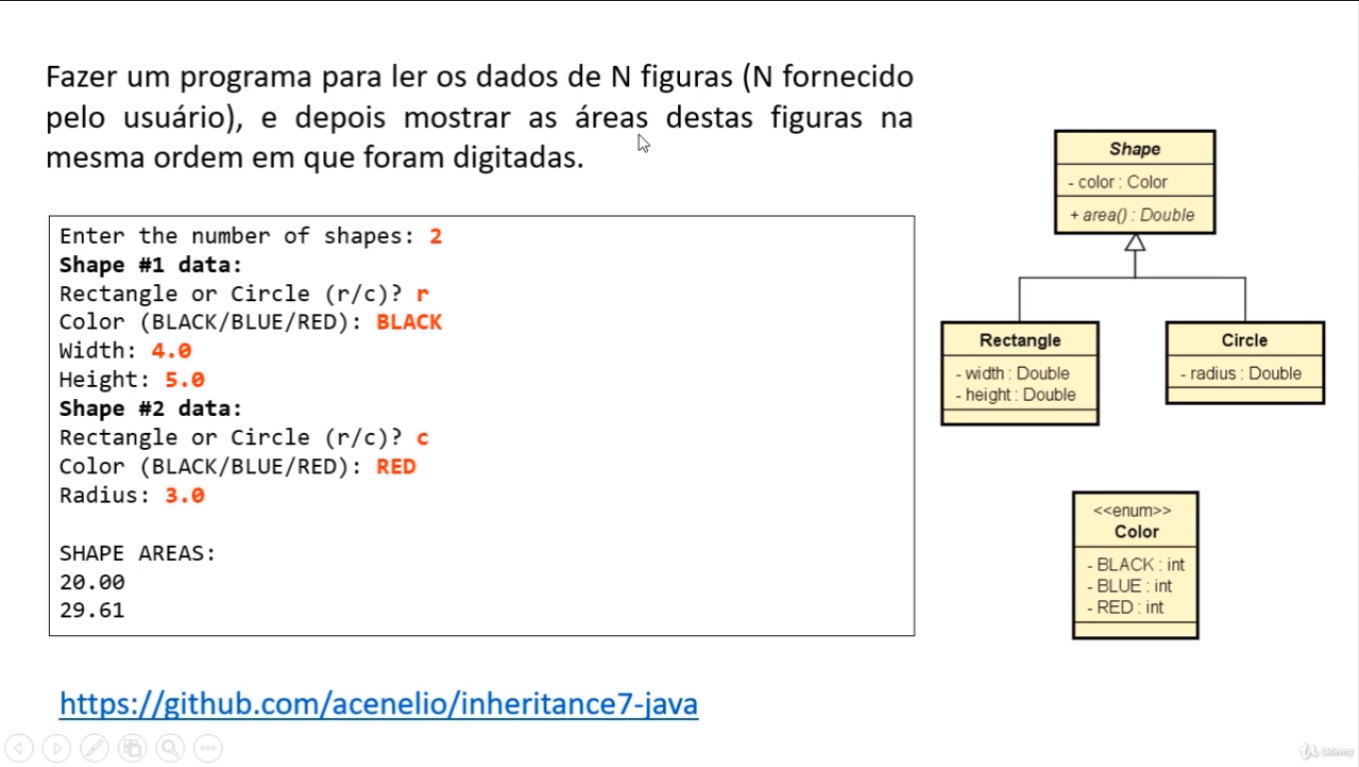 Fazer um programa para ler os dados de N figuras (N fornecido
pelo usuário), e depois mostrar as áreas destas figuras na
mesma ordem em que foram digitadas.
Enter the number of shapes: 2
Shape #1 data:
Rectangle or Circle (r/c)? r
Color (BLACK/BLUE/RED): BLACK
Width: 4.0
Height: 5.0
Shape #2 data:
Rectangle or Circle (r/c)? c
Color (BLACK/BLUE/RED): RED
Radius: 3.0
SHAPE AREAS:
20.00
29.61
https://github.com/acenelio/inheritance7-java
Shape
- color : Color
+ area() : Double
Rectangle
- width : Double
- height : Double
Circle
- radius : Double
<<enum>>
Color
- BLACK : int
- BLUE : int
- RED : int
Udemy